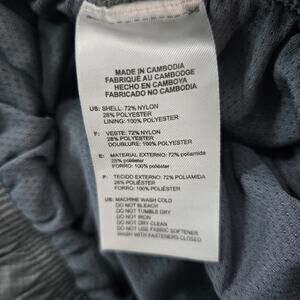 MADE IN CAMBODIA
FABRIQUÉ AU CAMBODGE
HECHO EN CAMBOYA
FABRICADO NO CAMBOJA
US: SHELL: 72% NYLON
28% POLYESTER
LINING: 100% POLYESTER
F: VESTE: 72% NYLON
28% POLYESTER
DOUBLURE: 100% POLYESTER
E: MATERIAL EXTERNO: 72% poliamida
28% poliéster
FORRO: 100% poliéster
P: TECIDO EXTERNO: 72% POLIAMIDA
28% POLIÉSTER
FORRO: 100% POLIÉSTER
US: MACHINE WASH COLD
DO NOT BLEACH
DO NOT TUMBLE DRY
DO NOT IRON
DO NOT DRY CLEAN
DO NOT USE FABRIC SOFTENER
WASH WITH FASTENERS CLOSED